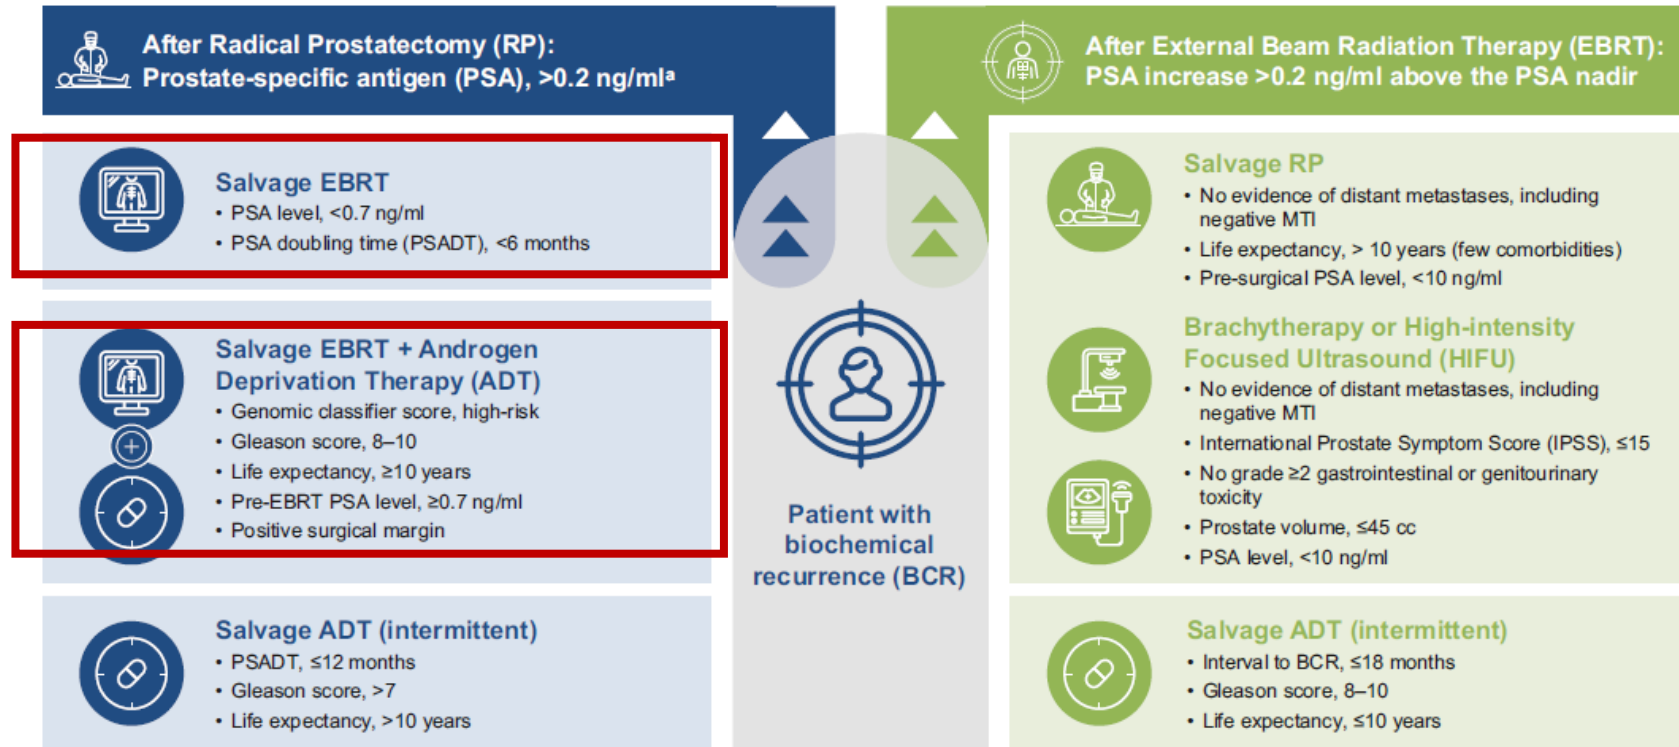 After Radical Prostatectomy (RP):
Prostate-specific antigen (PSA), >0.2 ng/mlᵃ
Salvage EBRT
• PSA level, <0.7 ng/ml
• PSA doubling time (PSADT), <6 months
Salvage EBRT + Androgen
Deprivation Therapy (ADT)
• Genomic classifier score, high-risk
• Gleason score, 8–10
• Life expectancy, ≥10 years
• Pre-EBRT PSA level, ≥0.7 ng/ml
• Positive surgical margin
Salvage ADT (intermittent)
• PSADT, ≤12 months
• Gleason score, >7
• Life expectancy, >10 years
Patient with
biochemical
recurrence (BCR)
After External Beam Radiation Therapy (EBRT):
PSA increase >0.2 ng/ml above the PSA nadir
Salvage RP
• No evidence of distant metastases, including
negative MTI
• Life expectancy, > 10 years (few comorbidities)
• Pre-surgical PSA level, <10 ng/ml
Brachytherapy or High-intensity
Focused Ultrasound (HIFU)
• No evidence of distant metastases, including
negative MTI
• International Prostate Symptom Score (IPSS), ≤15
• No grade ≥2 gastrointestinal or genitourinary
toxicity
• Prostate volume, ≤45 cc
• PSA level, <10 ng/ml
Salvage ADT (intermittent)
• Interval to BCR, ≤18 months
• Gleason score, 8–10
• Life expectancy, ≤10 years